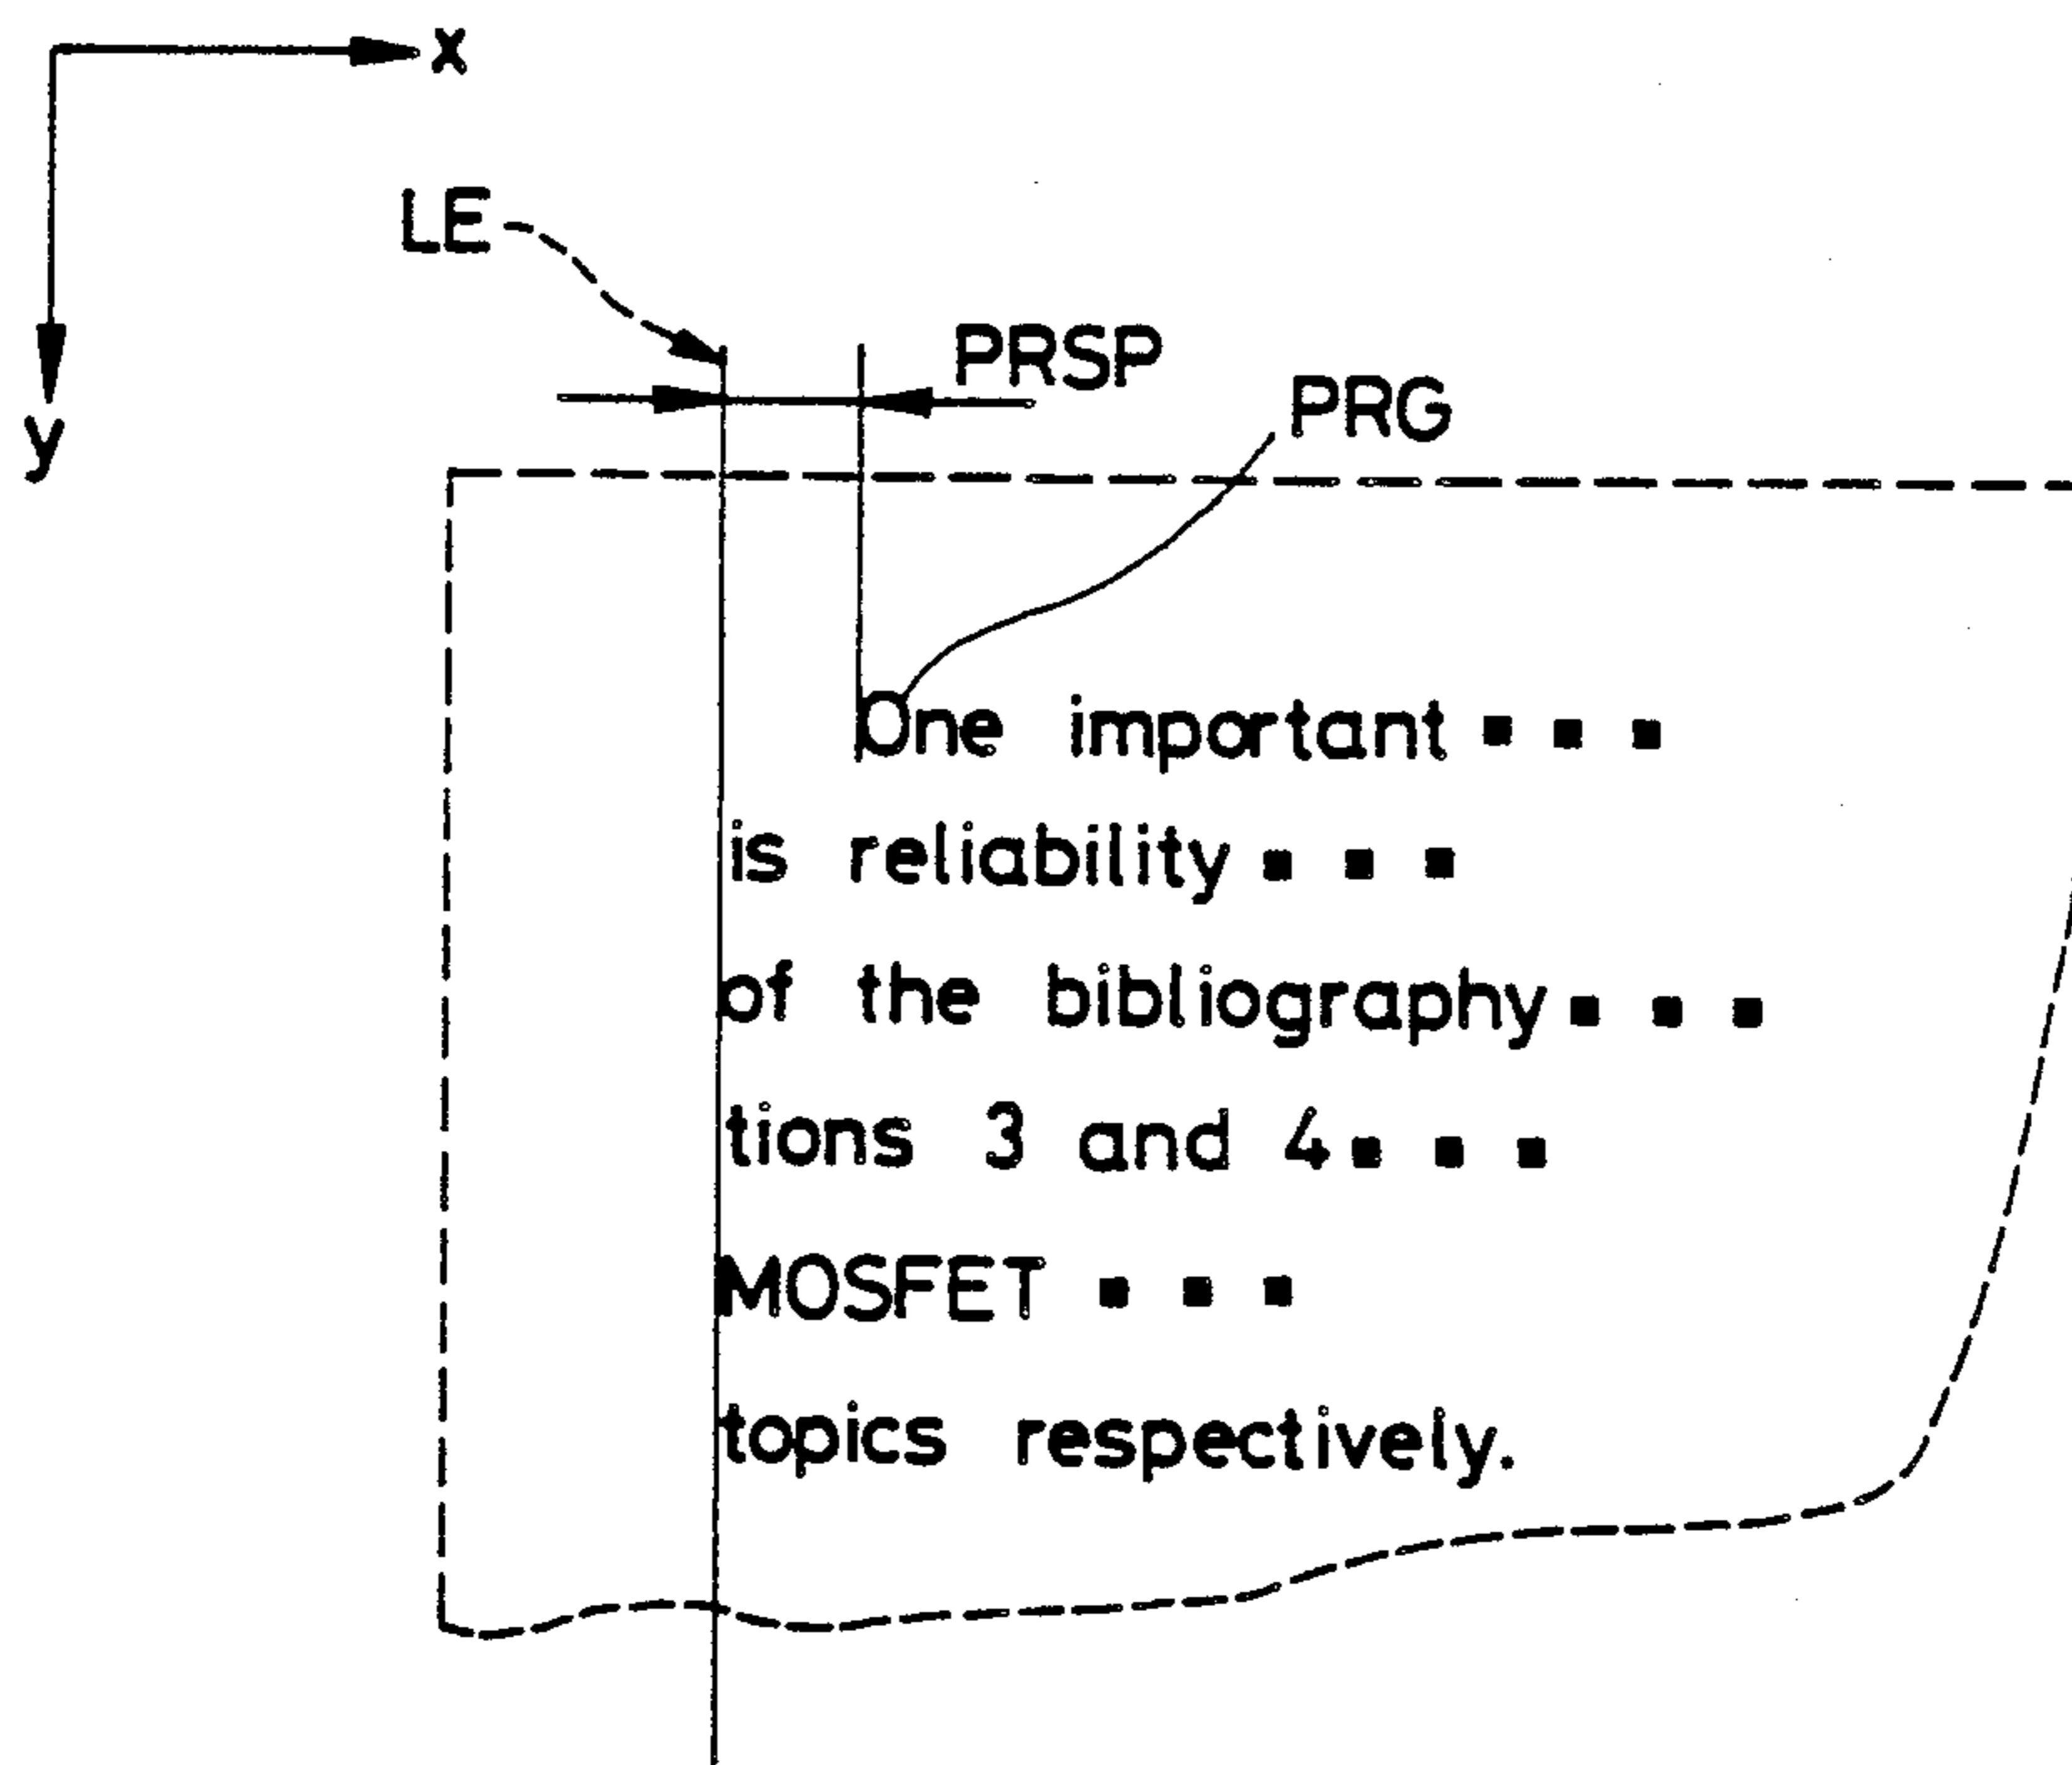 x
LE
PRSP
PRG
y
One important ▪ ▪ ▪
is reliability ▪ ▪ ▪
of the bibliography ▪ ▪ ▪
tions 3 and 4 ▪ ▪ ▪
MOSFET ▪ ▪ ▪
topics respectively.